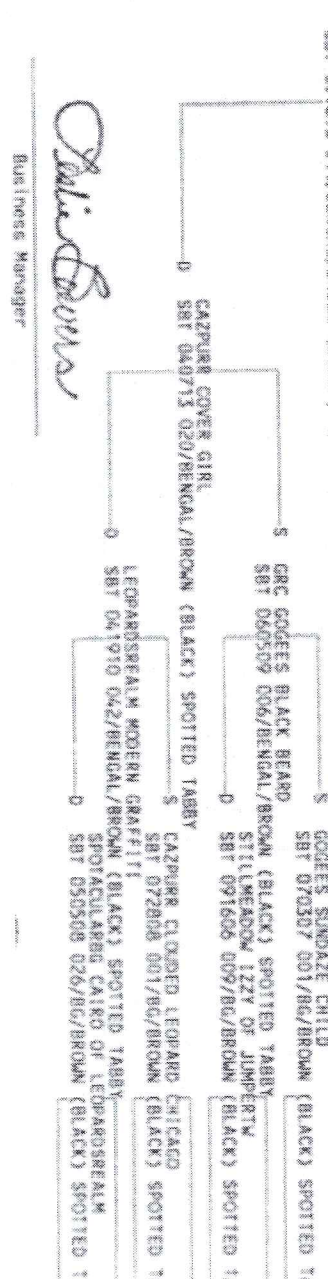 S GOGEES SUNDAZE CHILD
SBT 070307 001/BG/BROWN (BLACK) SPOTTED
S GRC GOGEES BLACK BEARD
SBT 060509 006/BENGAL/BROWN (BLACK) SPOTTED TABBY
STILLMEADOW IZZY OF JUMPERTW
D SBT 091606 009/BG/BROWN (BLACK) SPOTTED
D GAZPURR COVER GIRL
SBT 040713 020/BENGAL/BROWN (BLACK) SPOTTED TABBY
S CAZPURR CLOUDED LEOPARD CHICAGO
SBT 072808 001/BG/BROWN (BLACK) SPOTTED
LEOPARDSREALM MODERN GRAFFITI
D SBT 041910 042/BENGAL/BROWN (BLACK) SPOTTED TABBY
SPOTACULARBG CAIRO OF LEOPARDSREALM
D SBT 050508 026/BG/BROWN (BLACK) SPOTTED
Business Manager